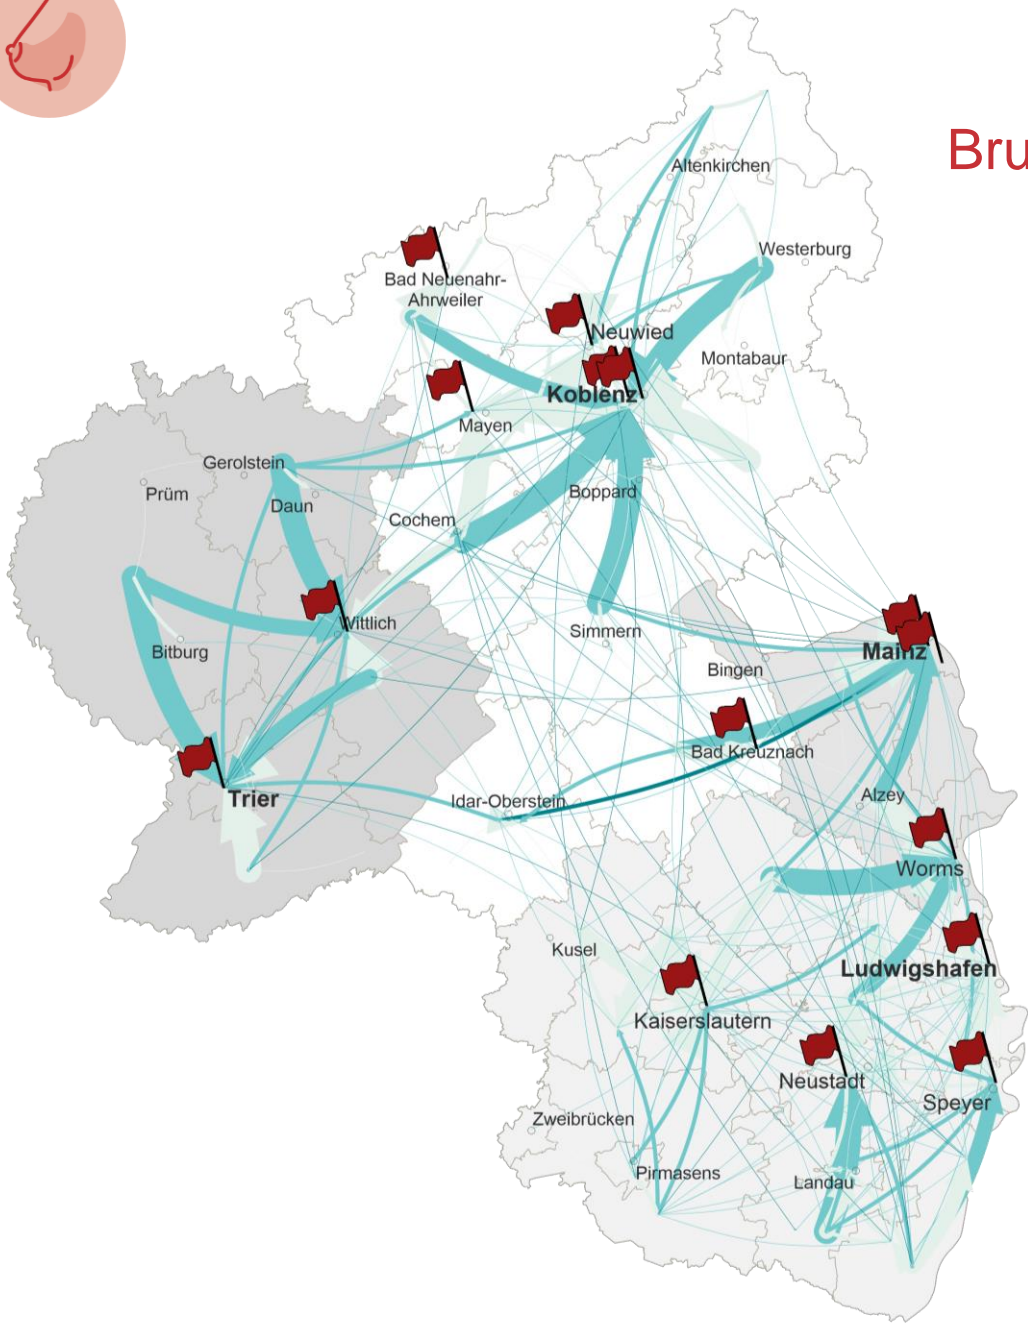 Bru
Altenkirchen
Westerburg
Bad Neuenahr-
Ahrweiler
Neuwied
Montabaur
Koblenz
Mayen
Gerolstein
Prüm
Daun
Boppard
Cochem
Wittlich
Simmern
Bitburg
Mainz
Bingen
Bad Kreuznach
Trier
Idar-Oberstein
Alzey
Worms
Kusel
Ludwigshafen
Kaiserslautern
Neustadt
Speyer
Zweibrücken
Pirmasens
Landau